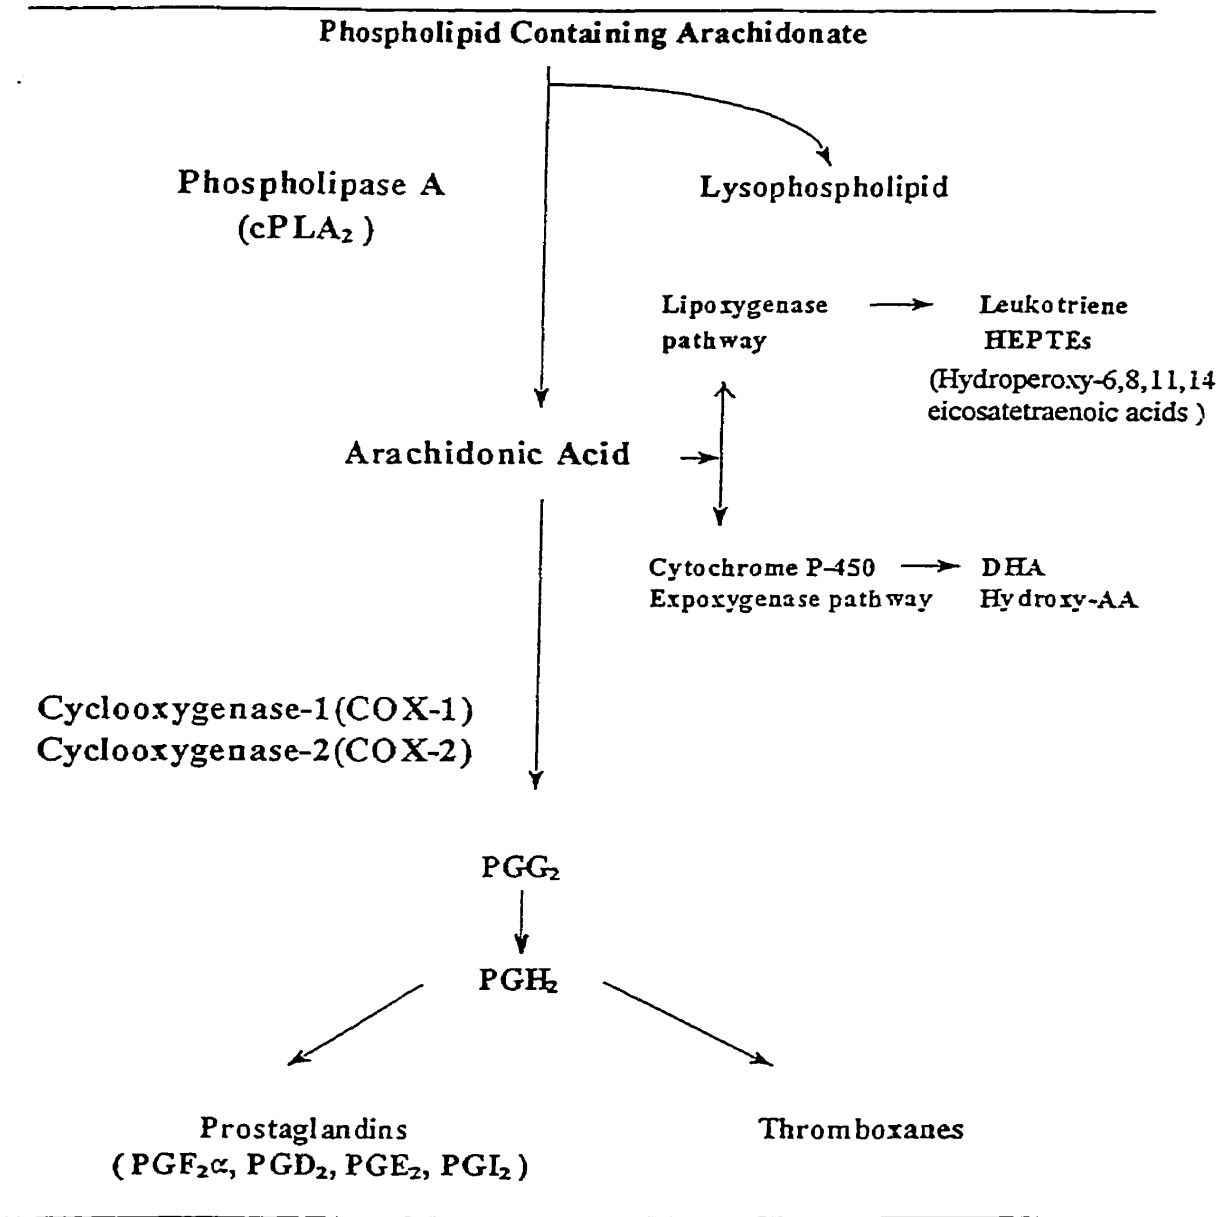 Phospholipid Containing Arachidonate
Phospholipase A
(cPLA₂ )
Lysophospholipid
Lipoxygenase
pathway
Leukotriene
HEPTEs
(Hydroperoxy-6,8,11,14
eicosatetraenoic acids )
Arachidonic Acid
Cytochrome P-450
Expoxygenase pathway
DHA
Hydroxy-AA
Cyclooxygenase-1(COX-1)
Cyclooxygenase-2(COX-2)
PGG₂
PGH₂
Prostaglandins
(PGF₂α, PGD₂, PGE₂, PGI₂ )
Thromboxanes